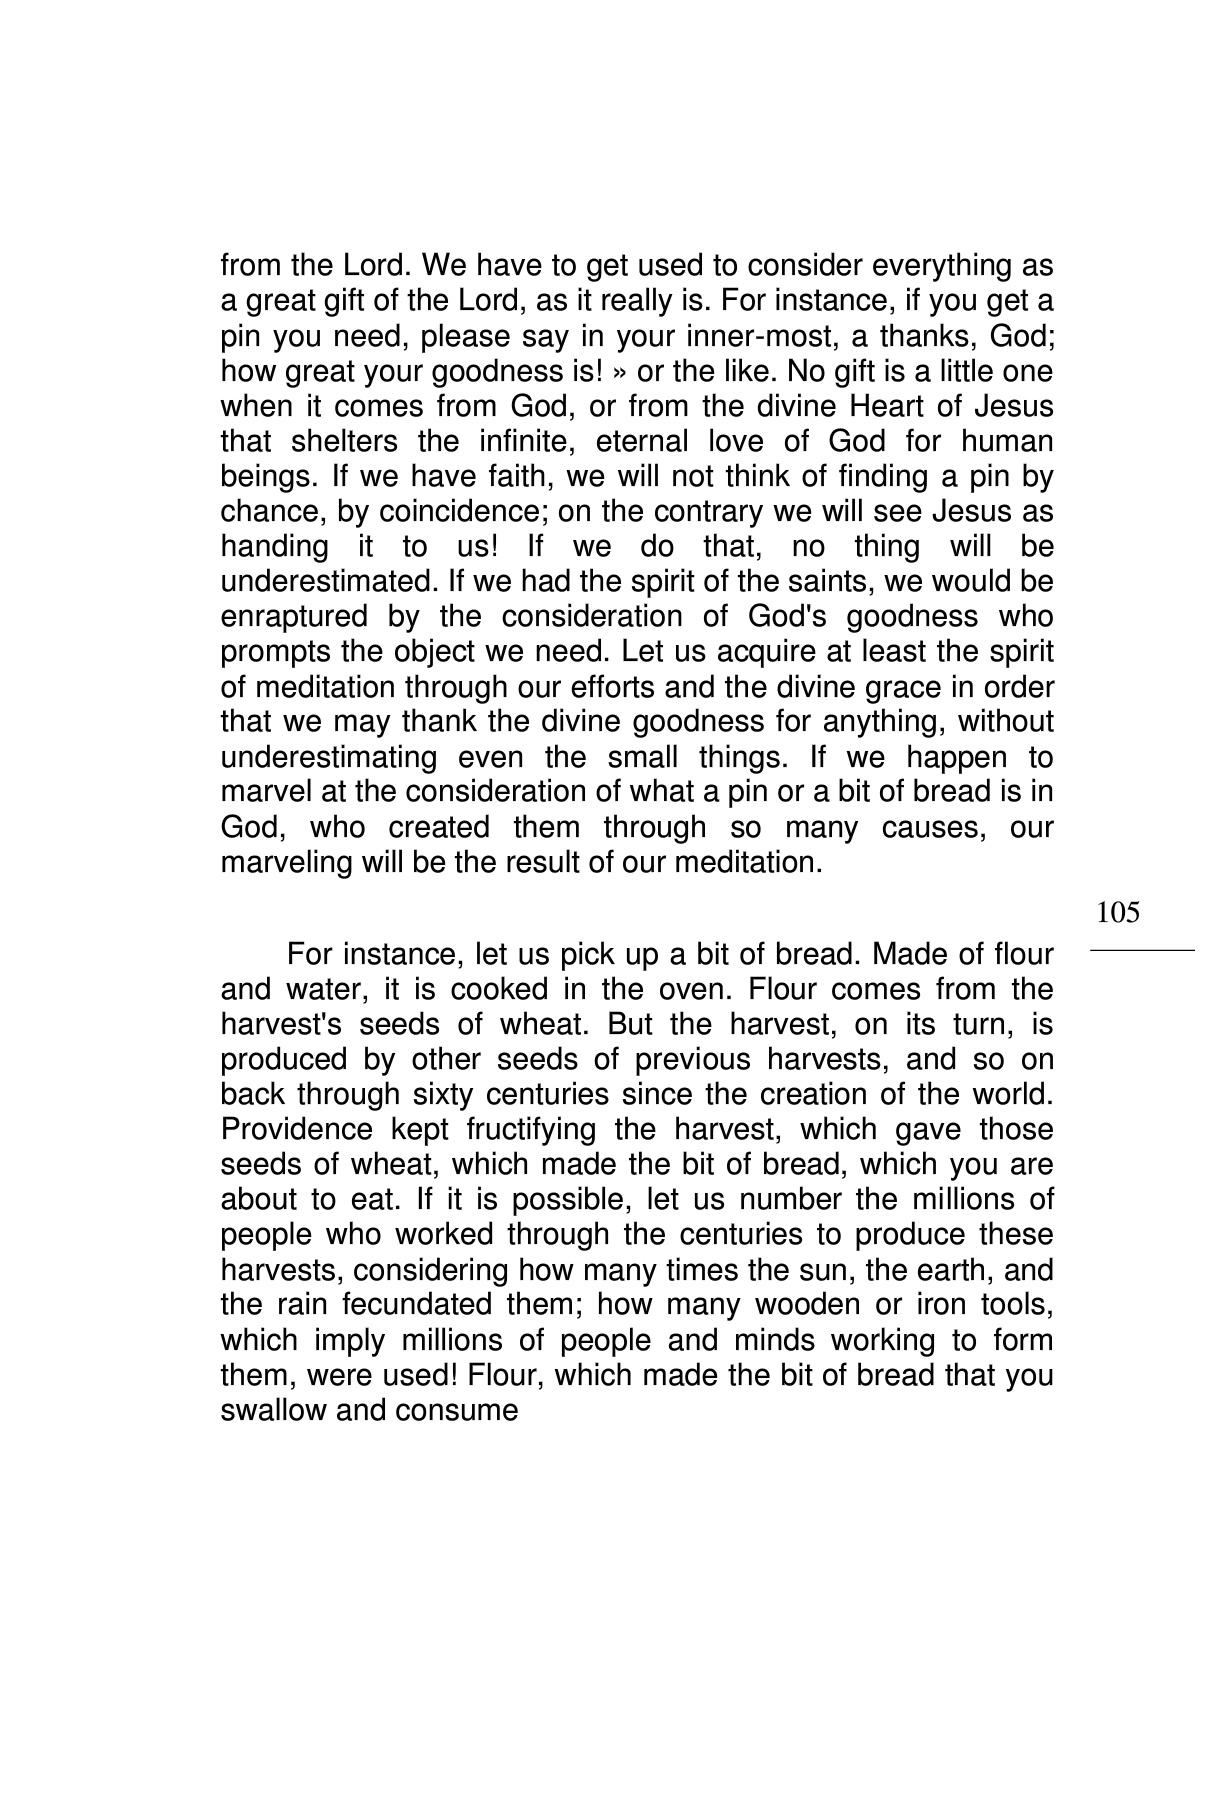 from the Lord. We have to get used to consider everything as
a great gift of the Lord, as it really is. For instance, if you get a
pin you need, please say in your inner-most, a thanks, God;
how great your goodness is! » or the like. No gift is a little one
when it comes from God, or from the divine Heart of Jesus
that shelters the infinite, eternal love of God for human
beings. If we have faith, we will not think of finding a pin by
chance, by coincidence; on the contrary we will see Jesus as
handing it to us! If we do that, no thing will be
underestimated. If we had the spirit of the saints, we would be
enraptured by the consideration of God's goodness who
prompts the object we need. Let us acquire at least the spirit
of meditation through our efforts and the divine grace in order
that we may thank the divine goodness for anything, without
underestimating even the small things. If we happen to
marvel at the consideration of what a pin or a bit of bread is in
God, who created them through so many causes, our
marveling will be the result of our meditation.
105
For instance, let us pick up a bit of bread. Made of flour
and water, it is cooked in the oven. Flour comes from the
harvest's seeds of wheat. But the harvest, on its turn, is
produced by other seeds of previous harvests, and so on
back through sixty centuries since the creation of the world.
Providence kept fructifying the harvest, which gave those
seeds of wheat, which made the bit of bread, which you are
about to eat. If it is possible, let us number the millions of
people who worked through the centuries to produce these
harvests, considering how many times the sun, the earth, and
the rain fecundated them; how many wooden or iron tools,
which imply millions of people and minds working to form
them, were used! Flour, which made the bit of bread that you
swallow and consume